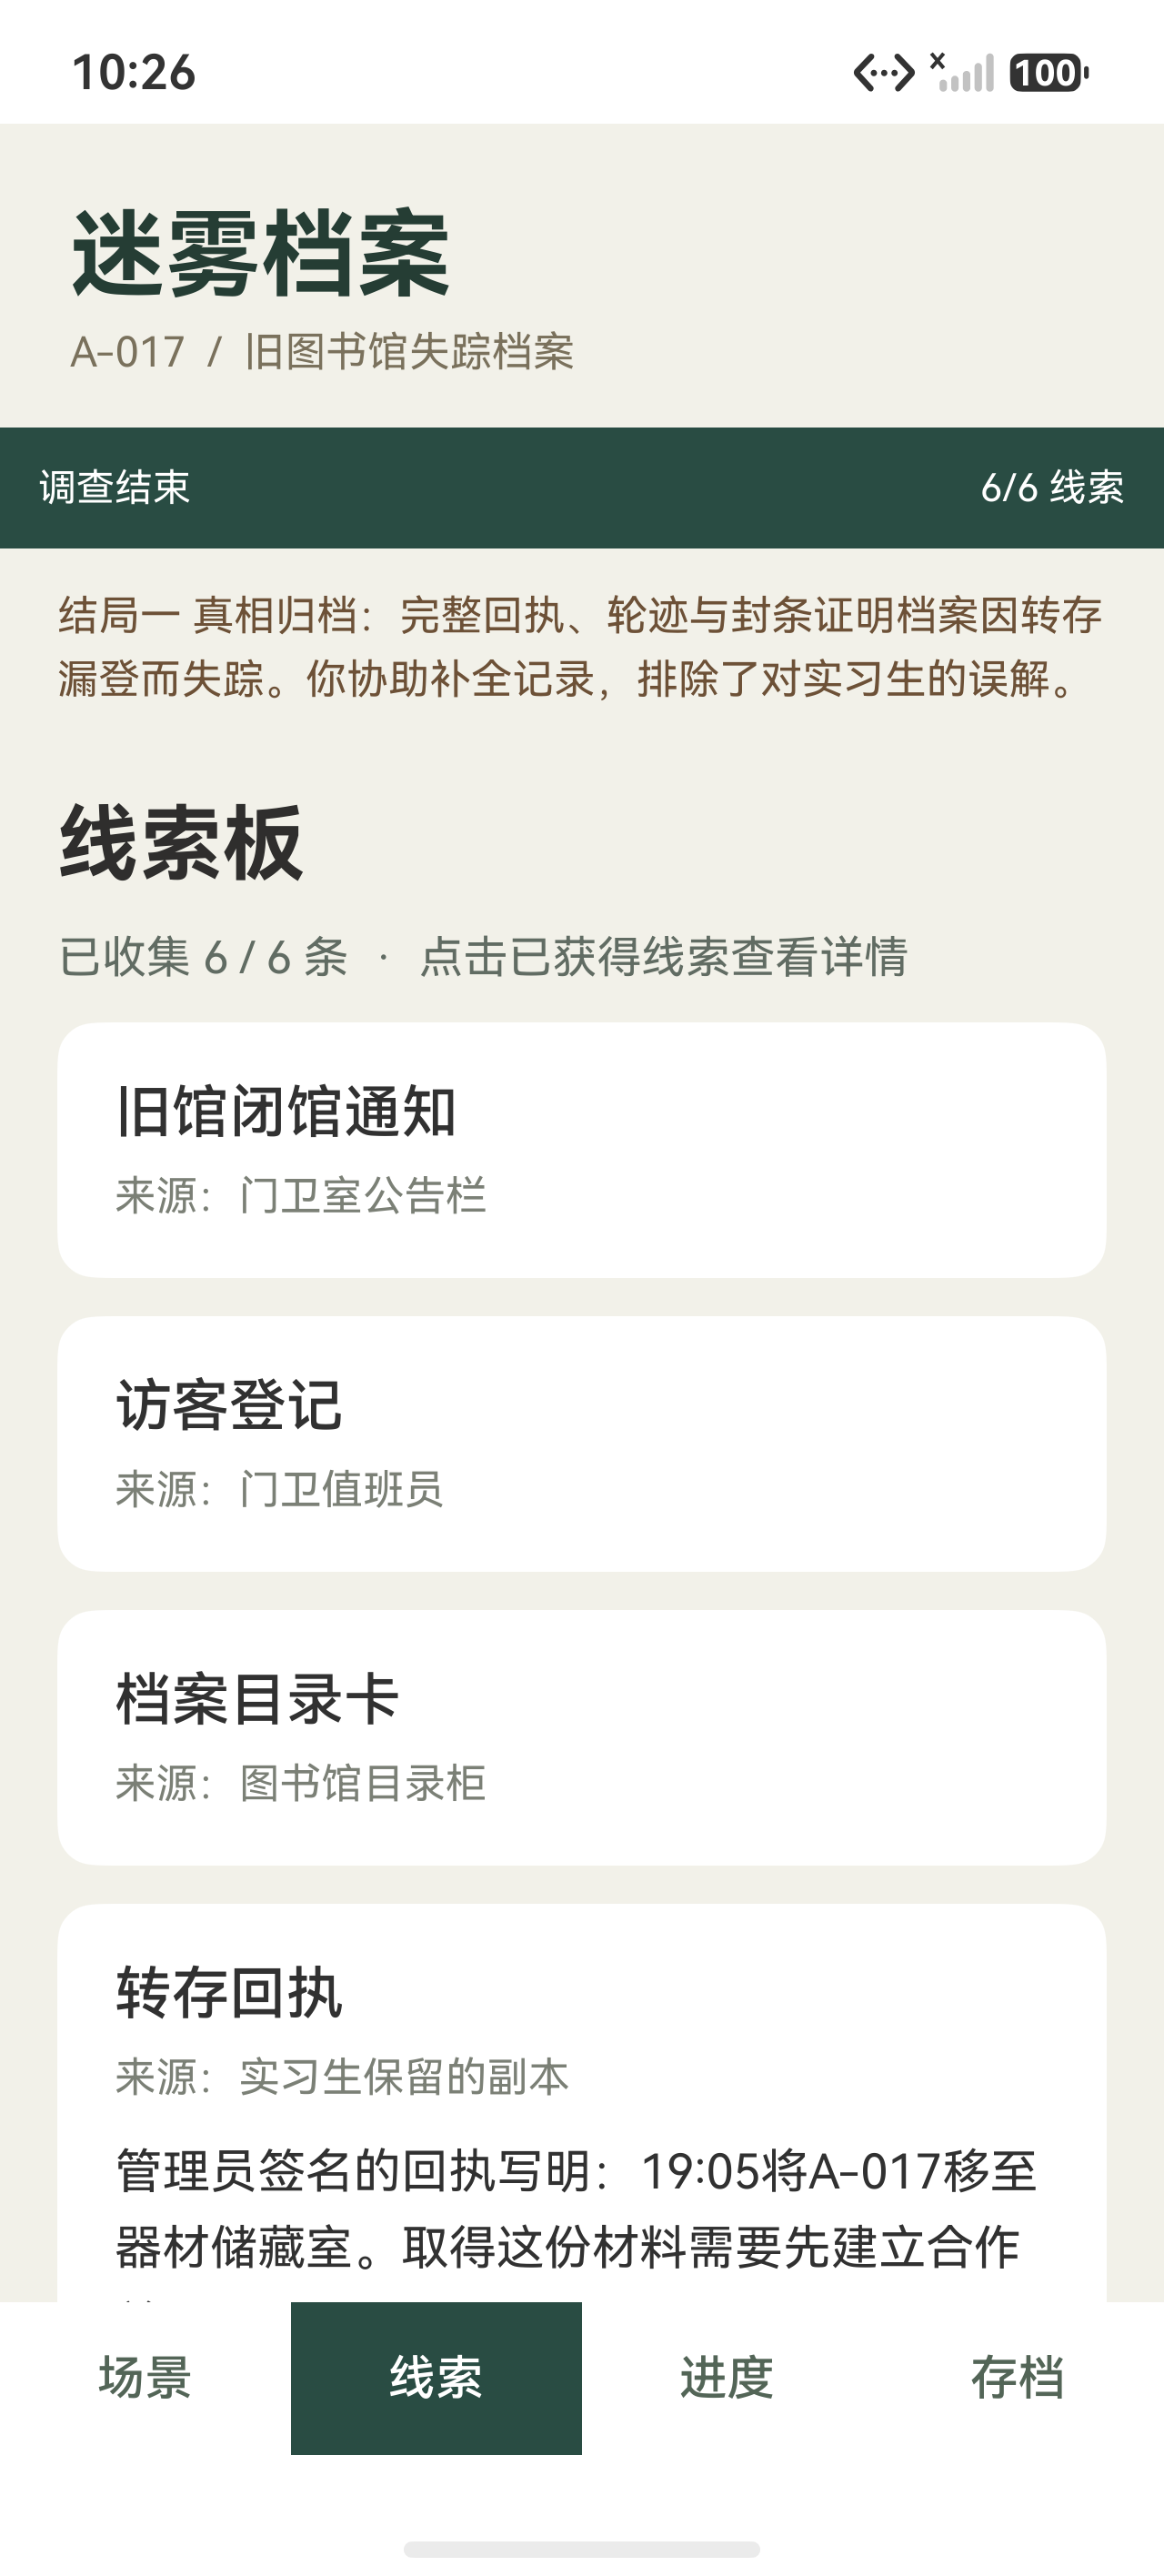 10:26
100
迷雾档案
A-017 / 旧图书馆失踪档案
调查结束
6/6 线索
结局一 真相归档：完整回执、轮迹与封条证明档案因转存
漏登而失踪。你协助补全记录，排除了对实习生的误解。
线索板
已收集 6 / 6 条 · 点击已获得线索查看详情
旧馆闭馆通知
来源：门卫室公告栏
访客登记
来源：门卫值班员
档案目录卡
来源：图书馆目录柜
转存回执
来源：实习生保留的副本
管理员签名的回执写明：19:05将A-017移至
器材储藏室。取得这份材料需要先建立合作
场景
线索
进度
存档